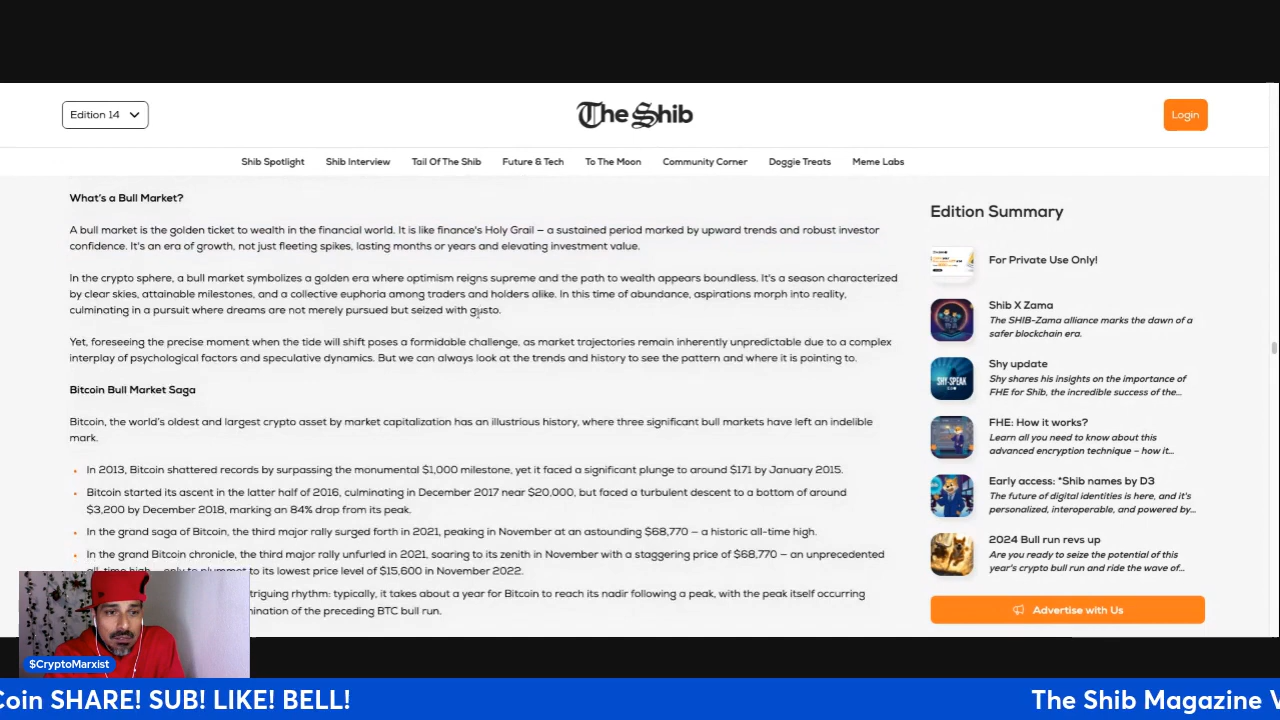 Edition 14
The Shib
Login
Shib Spotlight Shib Interview Tail Of The Shib Future & Tech To The Moon Community Corner Doggie Treats Meme Labs
What's a Bull Market?
A bull market is the golden ticket to wealth in the financial world. It is like finance's Holy Grail – a sustained period marked by upward trends and robust investor
confidence. It's an era of growth, not just fleeting spikes, lasting months or years and elevating investment value.
In the crypto sphere, a bull market symbolizes a golden era where optimism reigns supreme and the path to wealth appears boundless. It's a season characterized
by clear skies, attainable milestones, and a collective euphoria among traders and holders alike. In this time of abundance, aspirations morph into reality,
culminating in a pursuit where dreams are not merely pursued but seized with gusto.
Yet, foreseeing the precise moment when the tide will shift poses a formidable challenge, as market trajectories remain inherently unpredictable due to a complex
interplay of psychological factors and speculative dynamics. But we can always look at the trends and history to see the pattern and where it is pointing to.
Bitcoin Bull Market Saga
Bitcoin, the world's oldest and largest crypto asset by market capitalization has an illustrious history, where three significant bull markets have left an indelible
mark.
In 2013, Bitcoin shattered records by surpassing the monumental $1,000 milestone, yet it faced a significant plunge to around $171 by January 2015.
Bitcoin started its ascent in the latter half of 2016, culminating in December 2017 near $20,000, but faced a turbulent descent to a bottom of around
$3,200 by December 2018, marking an 84% drop from its peak.
In the grand saga of Bitcoin, the third major rally surged forth in 2021, peaking in November at an astounding $68,770 – a historic all-time high.
In the grand Bitcoin chronicle, the third major rally unfurled in 2021, soaring to its zenith in November with a staggering price of $68,770 – an unprecedented
all-time high – only to plummet to its lowest price level of $15,600 in November 2022.
triguing rhythm: typically, it takes about a year for Bitcoin to reach its nadir following a peak, with the peak itself occurring
mination of the preceding BTC bull run.
Edition Summary
For Private Use Only!
Shib X Zama
The SHIB-Zama alliance marks the dawn of a
safer blockchain era.
SHY-SPEAK
Shy update
Shy shares his insights on the importance of
FHE for Shib, the incredible success of the...
FHE: How it works?
Learn all you need to know about this
advanced encryption technique – how it...
Early access: "Shib names by D3
The future of digital identities is here, and it's
personalized, interoperable, and powered by...
2024 Bull run revs up
Are you ready to seize the potential of this
year's crypto bull run and ride the wave of...
Advertise with Us
$CryptoMarxist
Coin SHARE! SUB! LIKE! BELL!
The Shib Magazine